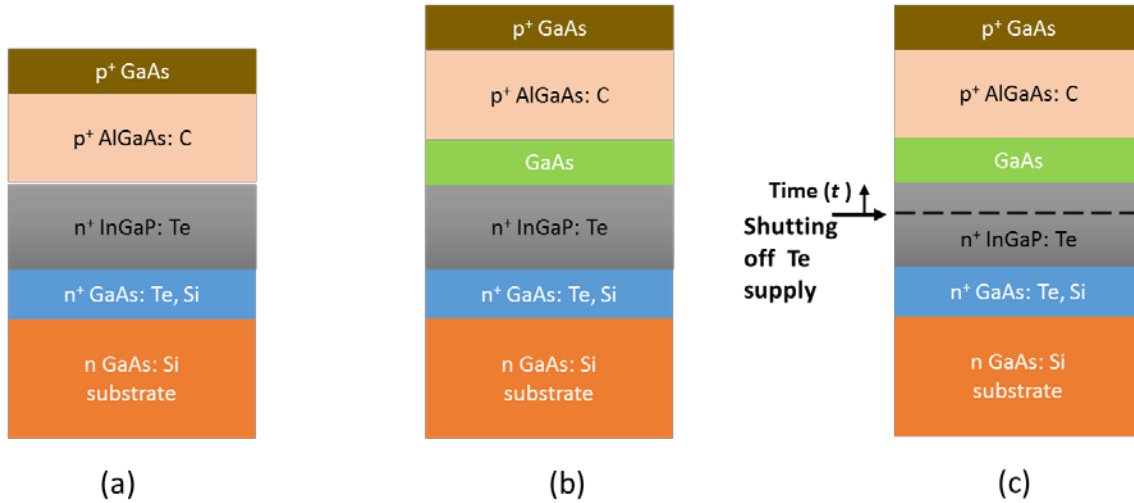 p⁺ GaAs
p⁺ AlGaAs: C
n⁺ InGaP: Te
n⁺ GaAs: Te, Si
n GaAs: Si
substrate
(a)
p⁺ GaAs
p⁺ AlGaAs: C
GaAs
n⁺ InGaP: Te
n⁺ GaAs: Te, Si
n GaAs: Si
substrate
(b)
Time (t )
Shutting
off Te
supply
p⁺ GaAs
p⁺ AlGaAs: C
GaAs
n⁺ InGaP: Te
n⁺ GaAs: Te, Si
n GaAs: Si
substrate
(c)